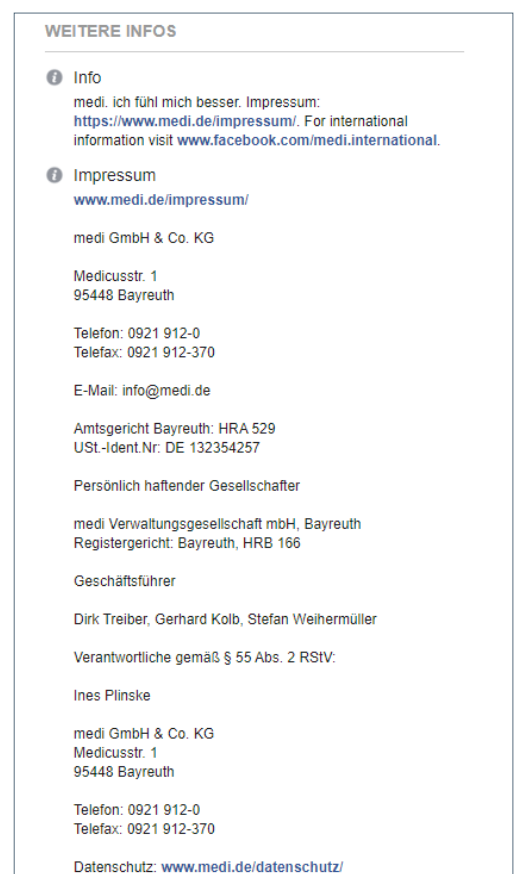 WEITERE INFOS
Info
medi. ich fühl mich besser. Impressum:
https://www.medi.de/impressum/. For international
information visit www.facebook.com/medi.international.
Impressum
www.medi.de/impressum/
medi GmbH & Co. KG
Medicusstr. 1
95448 Bayreuth
Telefon: 0921 912-0
Telefax: 0921 912-370
E-Mail: info@medi.de
Amtsgericht Bayreuth: HRA 529
USt.-Ident.Nr: DE 132354257
Persönlich haftender Gesellschafter
medi Verwaltungsgesellschaft mbH, Bayreuth
Registergericht: Bayreuth, HRB 166
Geschäftsführer
Dirk Treiber, Gerhard Kolb, Stefan Weihermüller
Verantwortliche gemäß § 55 Abs. 2 RStV:
Ines Plinske
medi GmbH & Co. KG
Medicusstr. 1
95448 Bayreuth
Telefon: 0921 912-0
Telefax: 0921 912-370
Datenschutz: www.medi.de/datenschutz/